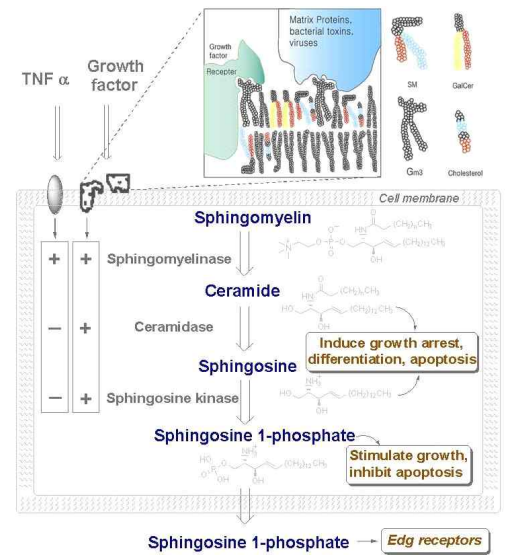 Matrix Proteins,
bacterial toxins,
viruses
Growth
factor
Recepter
SM
GalCer
Gm3
Cholesterol
TNF α
Growth
factor
Cell membrane
Sphingomyelin
+ + Sphingomyelinase
Ceramide
− + Ceramidase
Induce growth arrest,
differentiation, apoptosis
Sphingosine
− + Sphingosine kinase
Sphingosine 1-phosphate
Stimulate growth,
inhibit apoptosis
Sphingosine 1-phosphate
Edg receptors